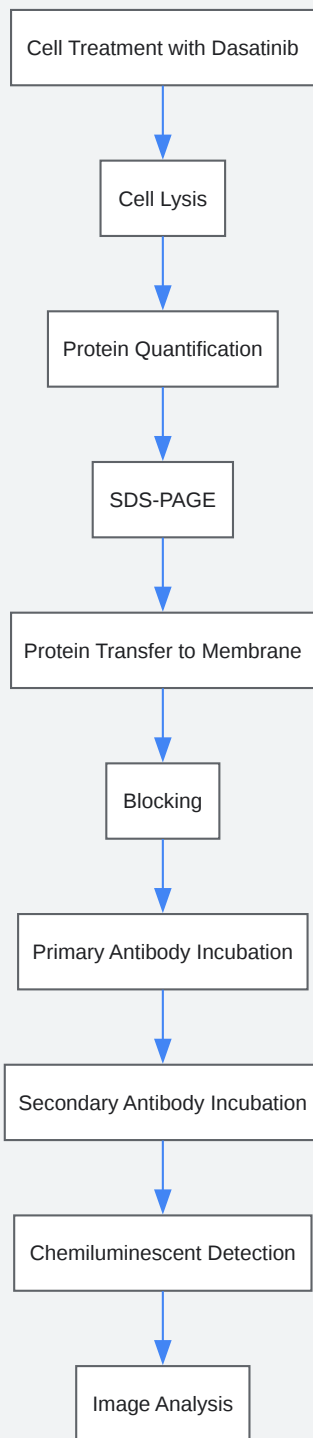 Cell Treatment with Dasatinib
Cell Lysis
Protein Quantification
SDS-PAGE
Protein Transfer to Membrane
Blocking
Primary Antibody Incubation
Secondary Antibody Incubation
Chemiluminescent Detection
Image Analysis